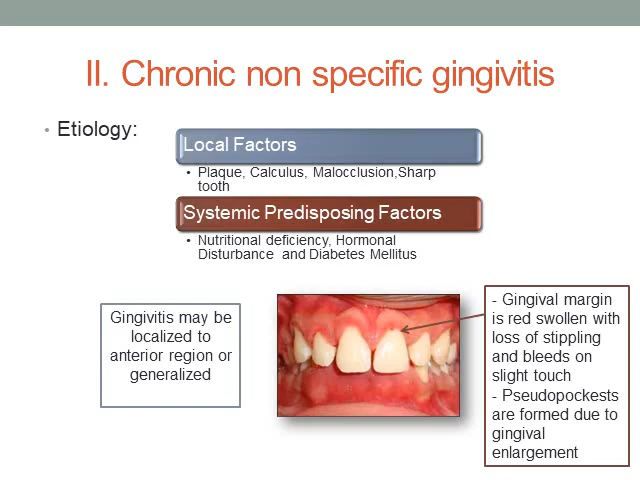 II. Chronic non specific gingivitis
• Etiology:
Local Factors
• Plaque, Calculus, Malocclusion,Sharp
tooth
Systemic Predisposing Factors
• Nutritional deficiency, Hormonal
Disturbance and Diabetes Mellitus
Gingivitis may be
localized to
anterior region or
generalized
- Gingival margin
is red swollen with
loss of stippling
and bleeds on
slight touch
- Pseudopockests
are formed due to
gingival
enlargement